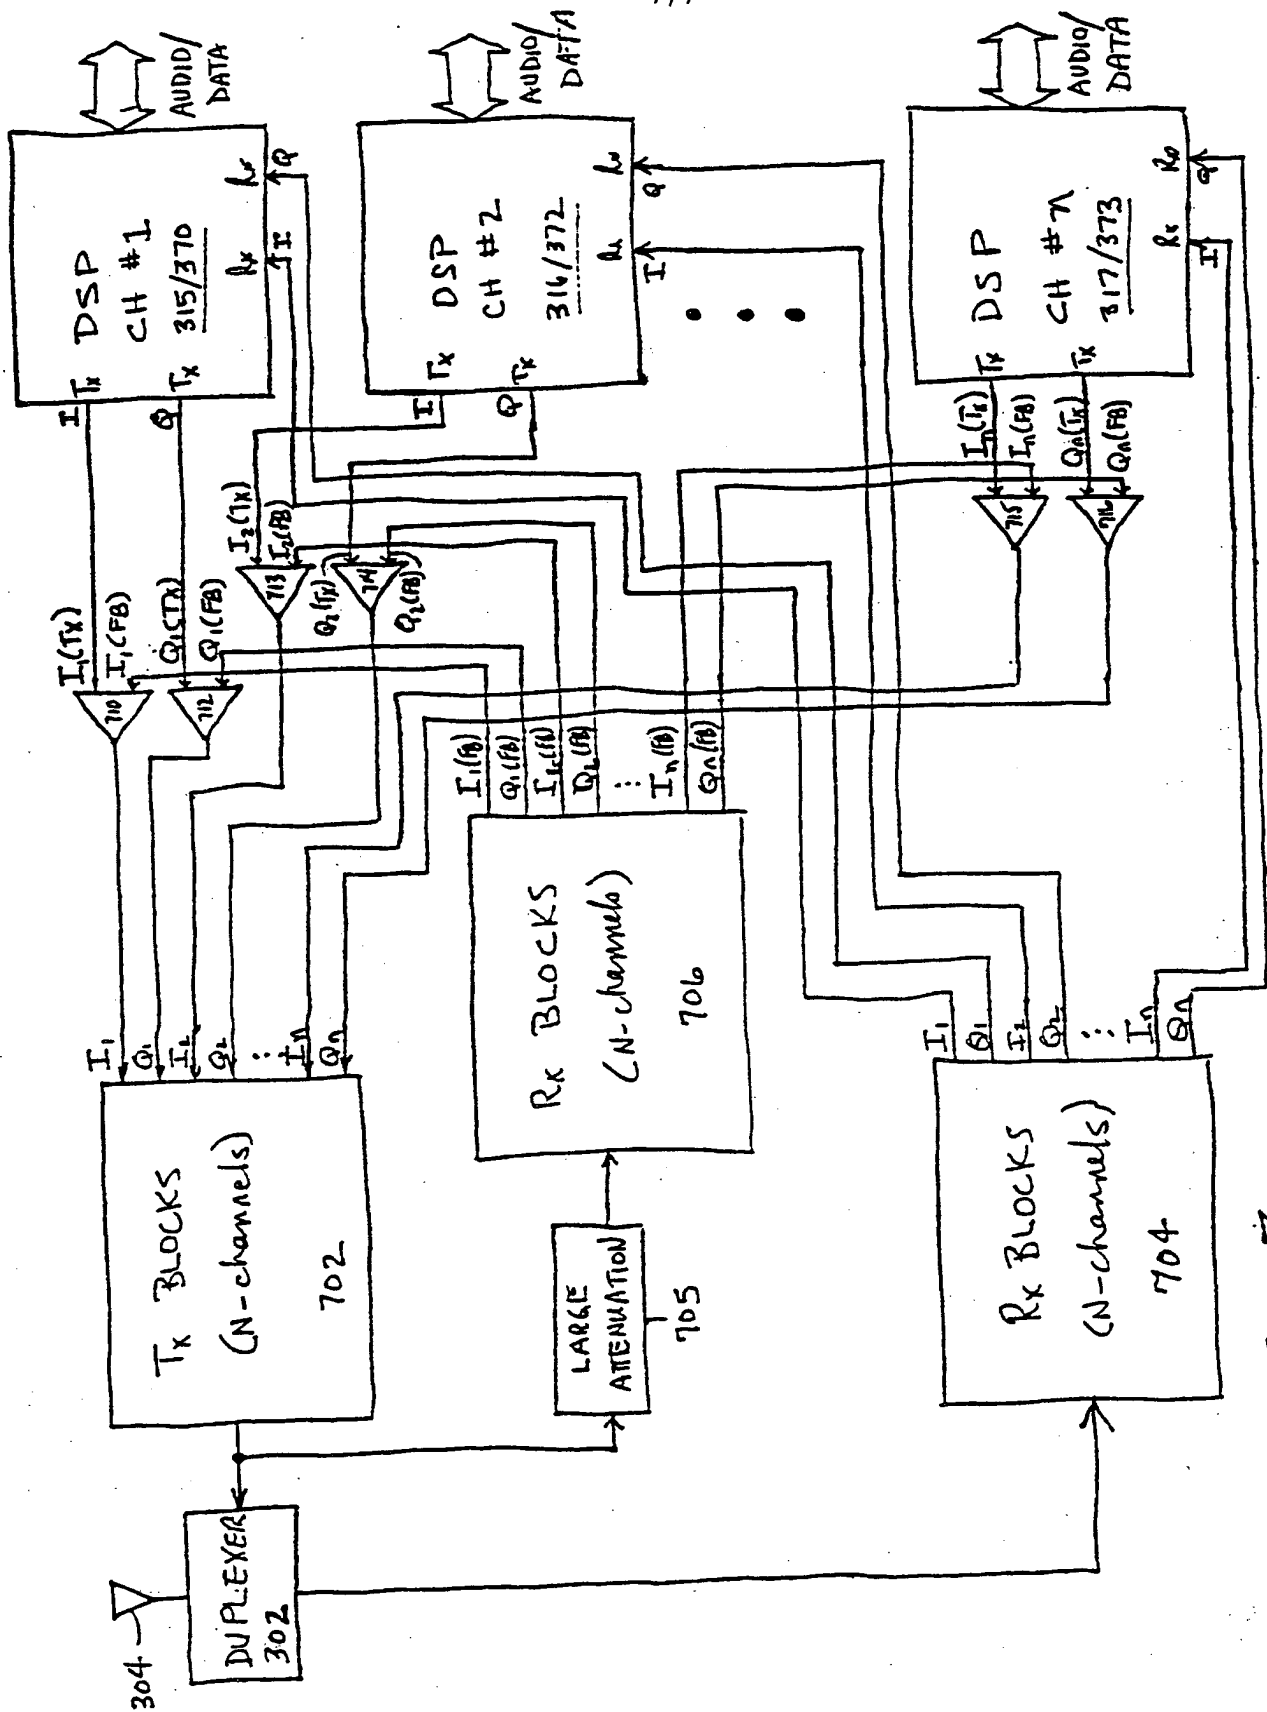 304
DUPLEXER
302
Tx BLOCKS
(N-channels)
702
I1
Q1
I2
Q2
In
Qn
LARGE
ATTENUATION
705
Rx BLOCKS
(N-channels)
706
I1(FB)
Q1(FB)
Q2(FB)
In(FB)
Qn(FB)
Rx BLOCKS
(N-channels)
704
I1
Q1
I2
Q2
In
Qn
710
I1(Tx)
I1(FB)
712
Q1(Tx)
Q1(FB)
713
I2(Tx)
I2(FB)
714
Q2(Tx)
Q2(FB)
715
In(Tx)
In(FB)
716
Qn(Tx)
Qn(FB)
I
Tx
Q
Tx
DSP
CH #1
315/370
Rx
I
Rx
Q
AUDIO/
DATA
I
Tx
Q
Tx
DSP
CH #2
316/372
Rx
I
Rx
Q
AUDIO/
DATA
Tx
Tx
DSP
CH #n
317/373
Rx
I
Rx
Q
AUDIO/
DATA